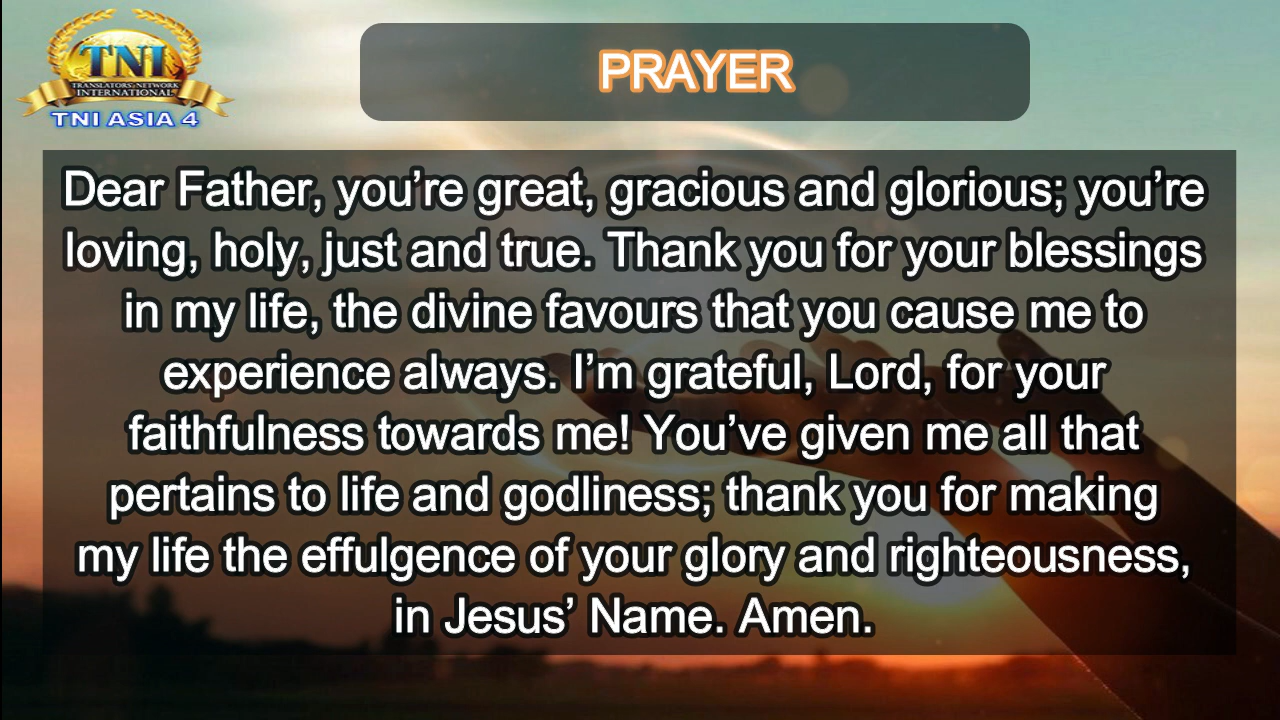 TNI
TRANSLATORS' NETWORK
INTERNATIONAL
TNI ASIA 4
PRAYER
Dear Father, you’re great, gracious and glorious; you’re
loving, holy, just and true. Thank you for your blessings
in my life, the divine favours that you cause me to
experience always. I’m grateful, Lord, for your
faithfulness towards me! You’ve given me all that
pertains to life and godliness; thank you for making
my life the effulgence of your glory and righteousness,
in Jesus’ Name. Amen.